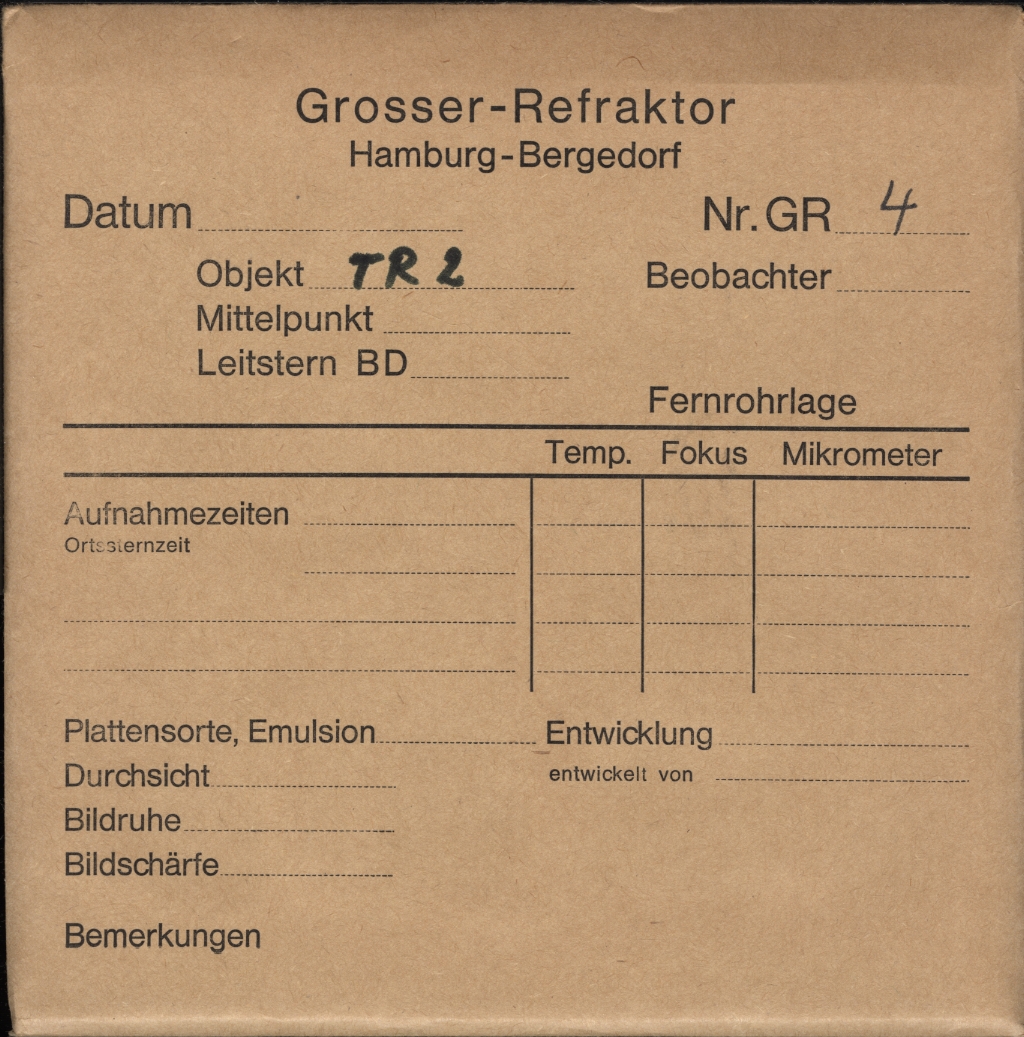 Grosser-Refraktor
Hamburg-Bergedorf
Datum Nr. GR 4
Objekt TR 2 Beobachter
Mittelpunkt
Leitstern BD
Fernrohrlage
Temp. Fokus Mikrometer
Aufnahmezeiten
Ortssternzeit
Plattensorte, Emulsion Entwicklung
Durchsicht entwickelt von
Bildruhe
Bildschärfe
Bemerkungen